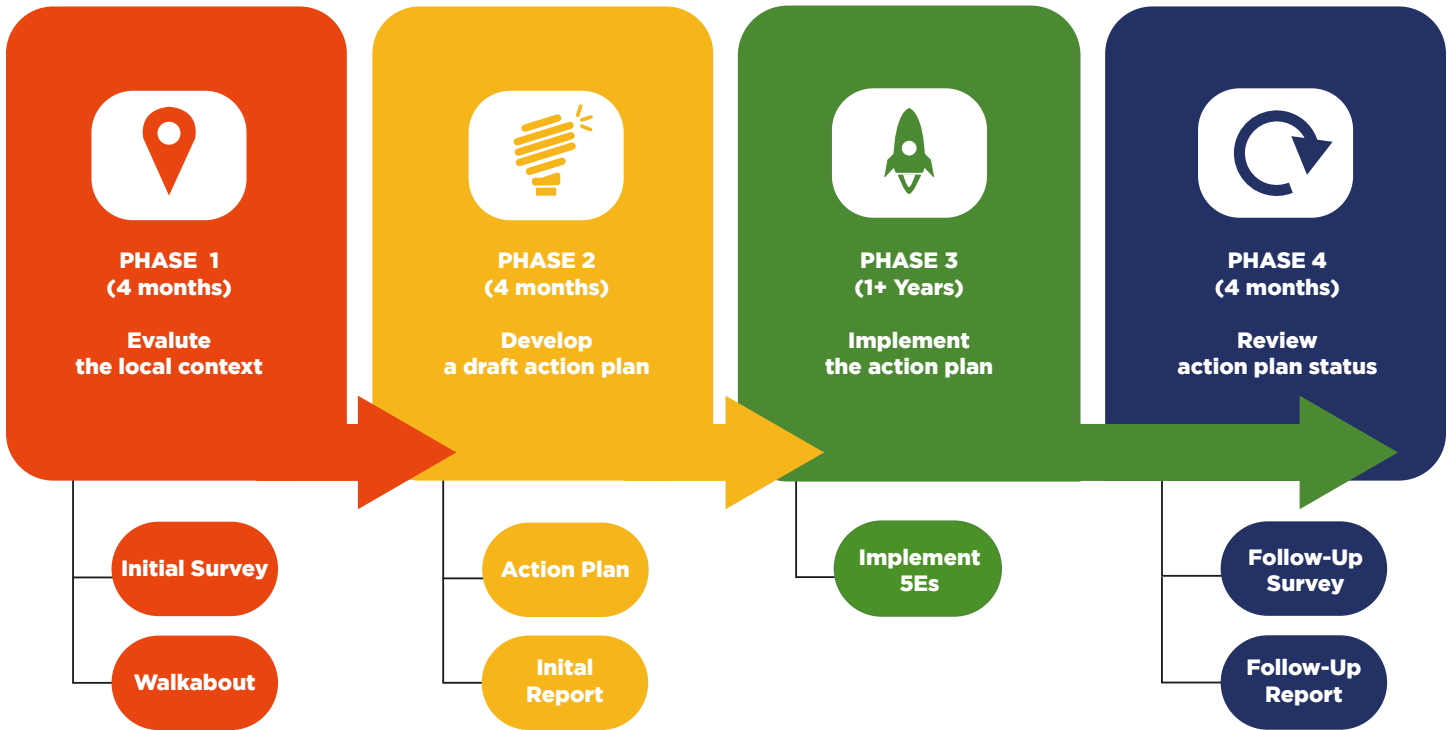 PHASE 1
(4 months)
Evalute
the local context
Initial Survey
Walkabout
PHASE 2
(4 months)
Develop
a draft action plan
Action Plan
Inital
Report
PHASE 3
(1+ Years)
Implement
the action plan
Implement
5Es
PHASE 4
(4 months)
Review
action plan status
Follow-Up
Survey
Follow-Up
Report